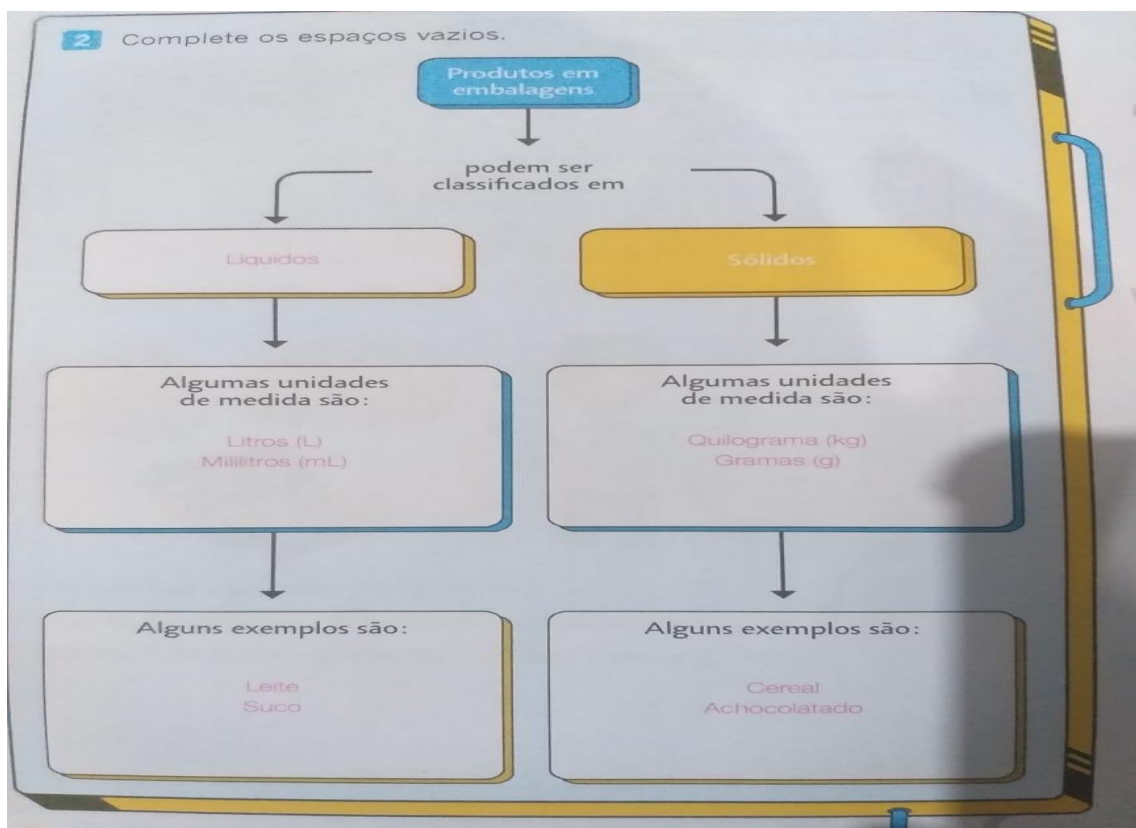 2 Complete os espaços vazios.
Produtos em
embalagens
podem ser
classificados em
Líquidos
Sólidos
Algumas unidades
de medida são:
Litros (L)
Mililitros (mL)
Algumas unidades
de medida são:
Quilograma (kg)
Gramas (g)
Alguns exemplos são:
Leite
Suco
Alguns exemplos são:
Cereal
Achocolatado